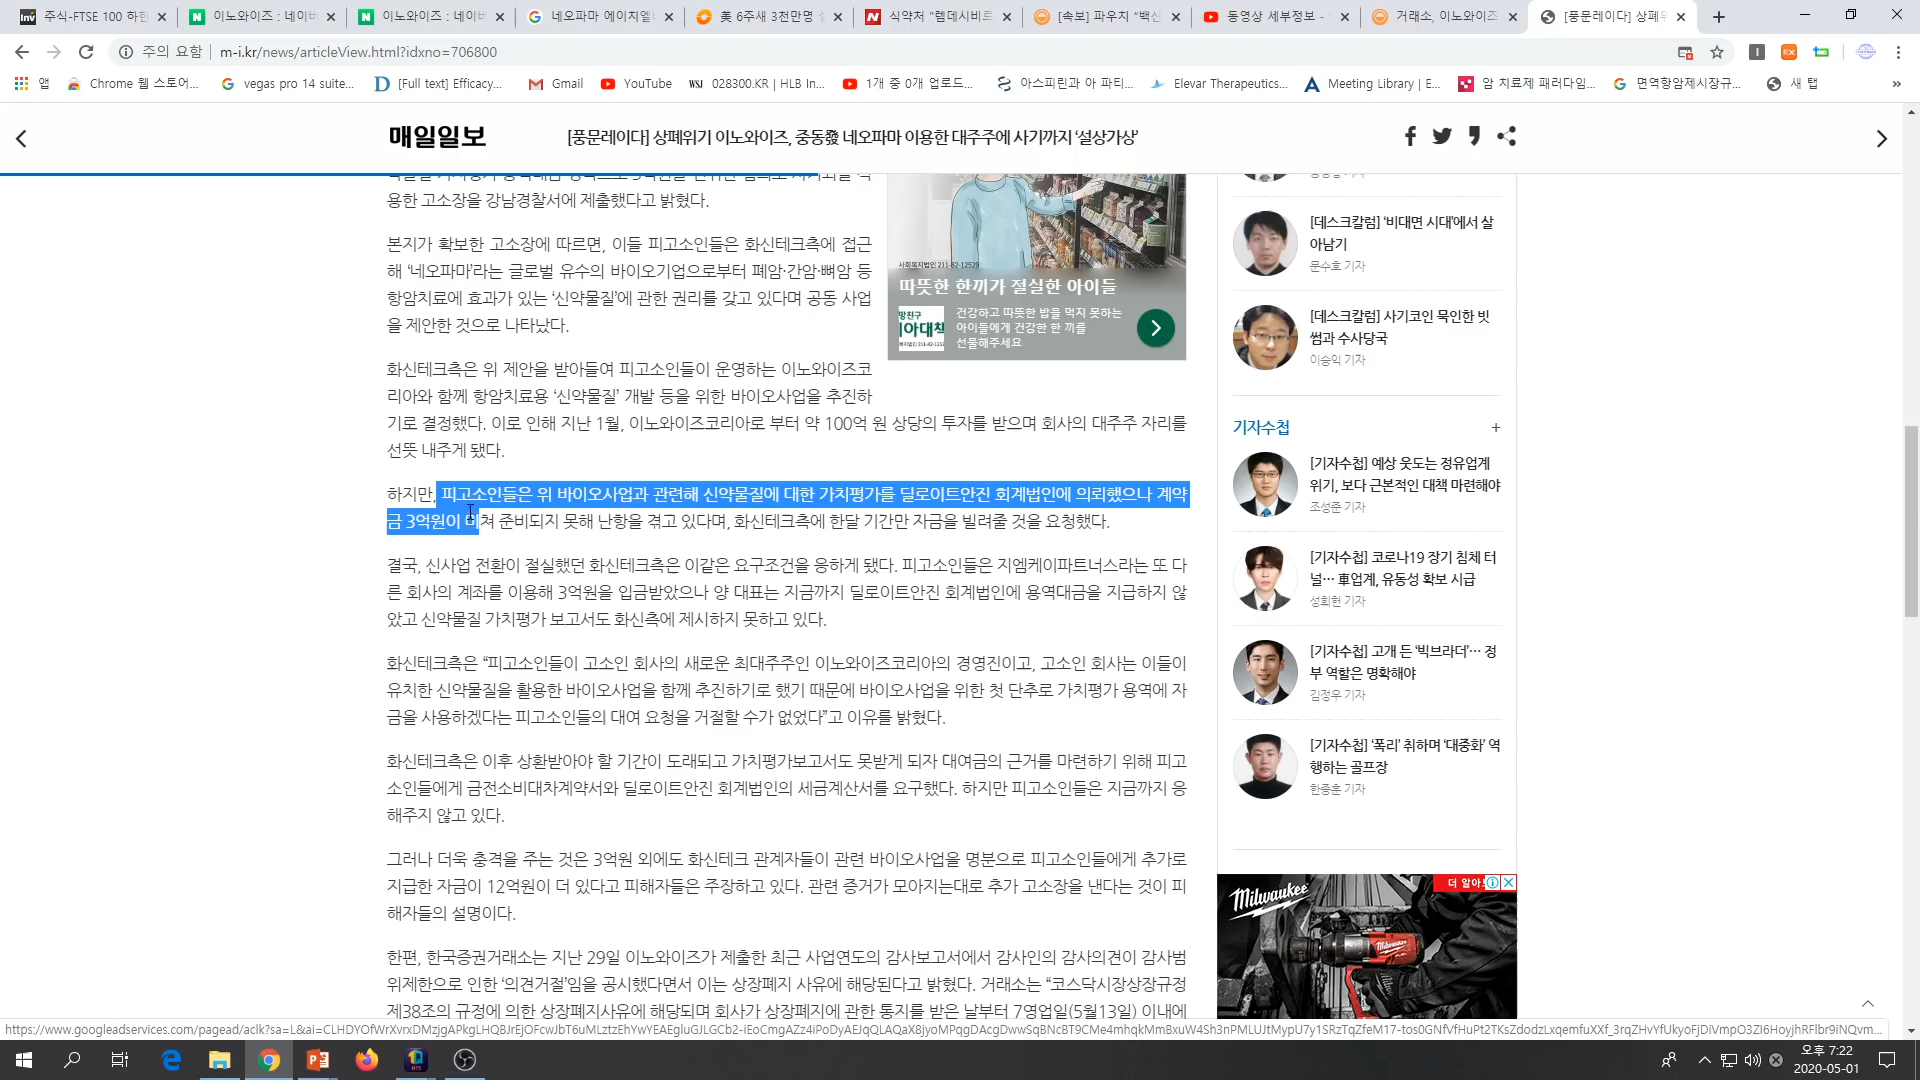 주식-FTSE 100 하한
이노와이즈 : 네이버
이노와이즈 : 네이버
네오파마 에이치엘
美 6주새 3천만명
식약처 "렘데시비르
[속보] 파우치 "백신
동영상 세부정보 -
거래소, 이노와이즈
[풍문레이다] 상폐위
주의 요함 | m-i.kr/news/articleView.html?idxno=706800
앱
Chrome 웹 스토어...
vegas pro 14 suite...
[Full text] Efficacy...
Gmail
YouTube
028300.KR | HLB In...
1개 중 0개 업로드...
아스피린과 아 파티...
Elevar Therapeutics...
Meeting Library | E...
암 치료제 패러다임...
면역항암제시장규...
새 탭
매일일보
[풍문레이다] 상폐위기 이노와이즈, 중동發 네오파마 이용한 대주주에 사기까지 ‘설상가상’
용한 고소장을 강남경찰서에 제출했다고 밝혔다.
본지가 확보한 고소장에 따르면, 이들 피고소인들은 화신테크측에 접근
해 ‘네오파마’라는 글로벌 유수의 바이오기업으로부터 폐암·간암·뼈암 등
항암치료에 효과가 있는 ‘신약물질’에 관한 권리를 갖고 있다며 공동 사업
을 제안한 것으로 나타났다.
화신테크측은 위 제안을 받아들여 피고소인들이 운영하는 이노와이즈코
리아와 함께 항암치료용 ‘신약물질’ 개발 등을 위한 바이오사업을 추진하
기로 결정했다. 이로 인해 지난 1월, 이노와이즈코리아로 부터 약 100억 원 상당의 투자를 받으며 회사의 대주주 자리를
선뜻 내주게 됐다.
하지만, 피고소인들은 위 바이오사업과 관련해 신약물질에 대한 가치평가를 딜로이트안진 회계법인에 의뢰했으나 계약
금 3억원이 미쳐 준비되지 못해 난항을 겪고 있다며, 화신테크측에 한달 기간만 자금을 빌려줄 것을 요청했다.
결국, 신사업 전환이 절실했던 화신테크측은 이같은 요구조건을 응하게 됐다. 피고소인들은 지엠케이파트너스라는 또 다
른 회사의 계좌를 이용해 3억원을 입금받았으나 양 대표는 지금까지 딜로이트안진 회계법인에 용역대금을 지급하지 않
았고 신약물질 가치평가 보고서도 화신측에 제시하지 못하고 있다.
화신테크측은 “피고소인들이 고소인 회사의 새로운 최대주주인 이노와이즈코리아의 경영진이고, 고소인 회사는 이들이
유치한 신약물질을 활용한 바이오사업을 함께 추진하기로 했기 때문에 바이오사업을 위한 첫 단추로 가치평가 용역에 자
금을 사용하겠다는 피고소인들의 대여 요청을 거절할 수가 없었다”고 이유를 밝혔다.
화신테크측은 이후 상환받아야 할 기간이 도래되고 가치평가보고서도 못받게 되자 대여금의 근거를 마련하기 위해 피고
소인들에게 금전소비대차계약서와 딜로이트안진 회계법인의 세금계산서를 요구했다. 하지만 피고소인들은 지금까지 응
해주지 않고 있다.
그러나 더욱 충격을 주는 것은 3억원 외에도 화신테크 관계자들이 관련 바이오사업을 명분으로 피고소인들에게 추가로
지급한 자금이 12억원이 더 있다고 피해자들은 주장하고 있다. 관련 증거가 모아지는대로 추가 고소장을 낸다는 것이 피
해자들의 설명이다.
한편, 한국증권거래소는 지난 29일 이노와이즈가 제출한 최근 사업연도의 감사보고서에서 감사인의 감사의견이 감사범
위제한으로 인한 ‘의견거절’임을 공시했다면서 이는 상장폐지 사유에 해당된다고 밝혔다. 거래소는 “코스닥시장상장규정
제38조의 규정에 의한 상장폐지사유에 해당되며 회사가 상장폐지에 관한 통지를 받은 날부터 7영업일(5월13일) 이내에
사회복지법인 211-82-12529
따뜻한 한끼가 절실한 아이들
건강하고 따뜻한 밥을 먹지 못하는
아이들에게 건강한 한 끼를
선물해주세요
[데스크칼럼] ‘비대면 시대’에서 살
아남기
문수호 기자
[데스크칼럼] 사기코인 묵인한 빗
썸과 수사당국
이승익 기자
기자수첩 +
[기자수첩] 예상 웃도는 정유업계
위기, 보다 근본적인 대책 마련해야
조성준 기자
[기자수첩] 코로나19 장기 침체 터
널… 車업계, 유동성 확보 시급
성희헌 기자
[기자수첩] 고개 든 ‘빅브라더’… 정
부 역할은 명확해야
김정우 기자
[기자수첩] ‘폭리’ 취하며 ‘대중화’ 역
행하는 골프장
한종훈 기자
Milwaukee
더 알아
Milwaukee
오후 7:22
2020-05-01